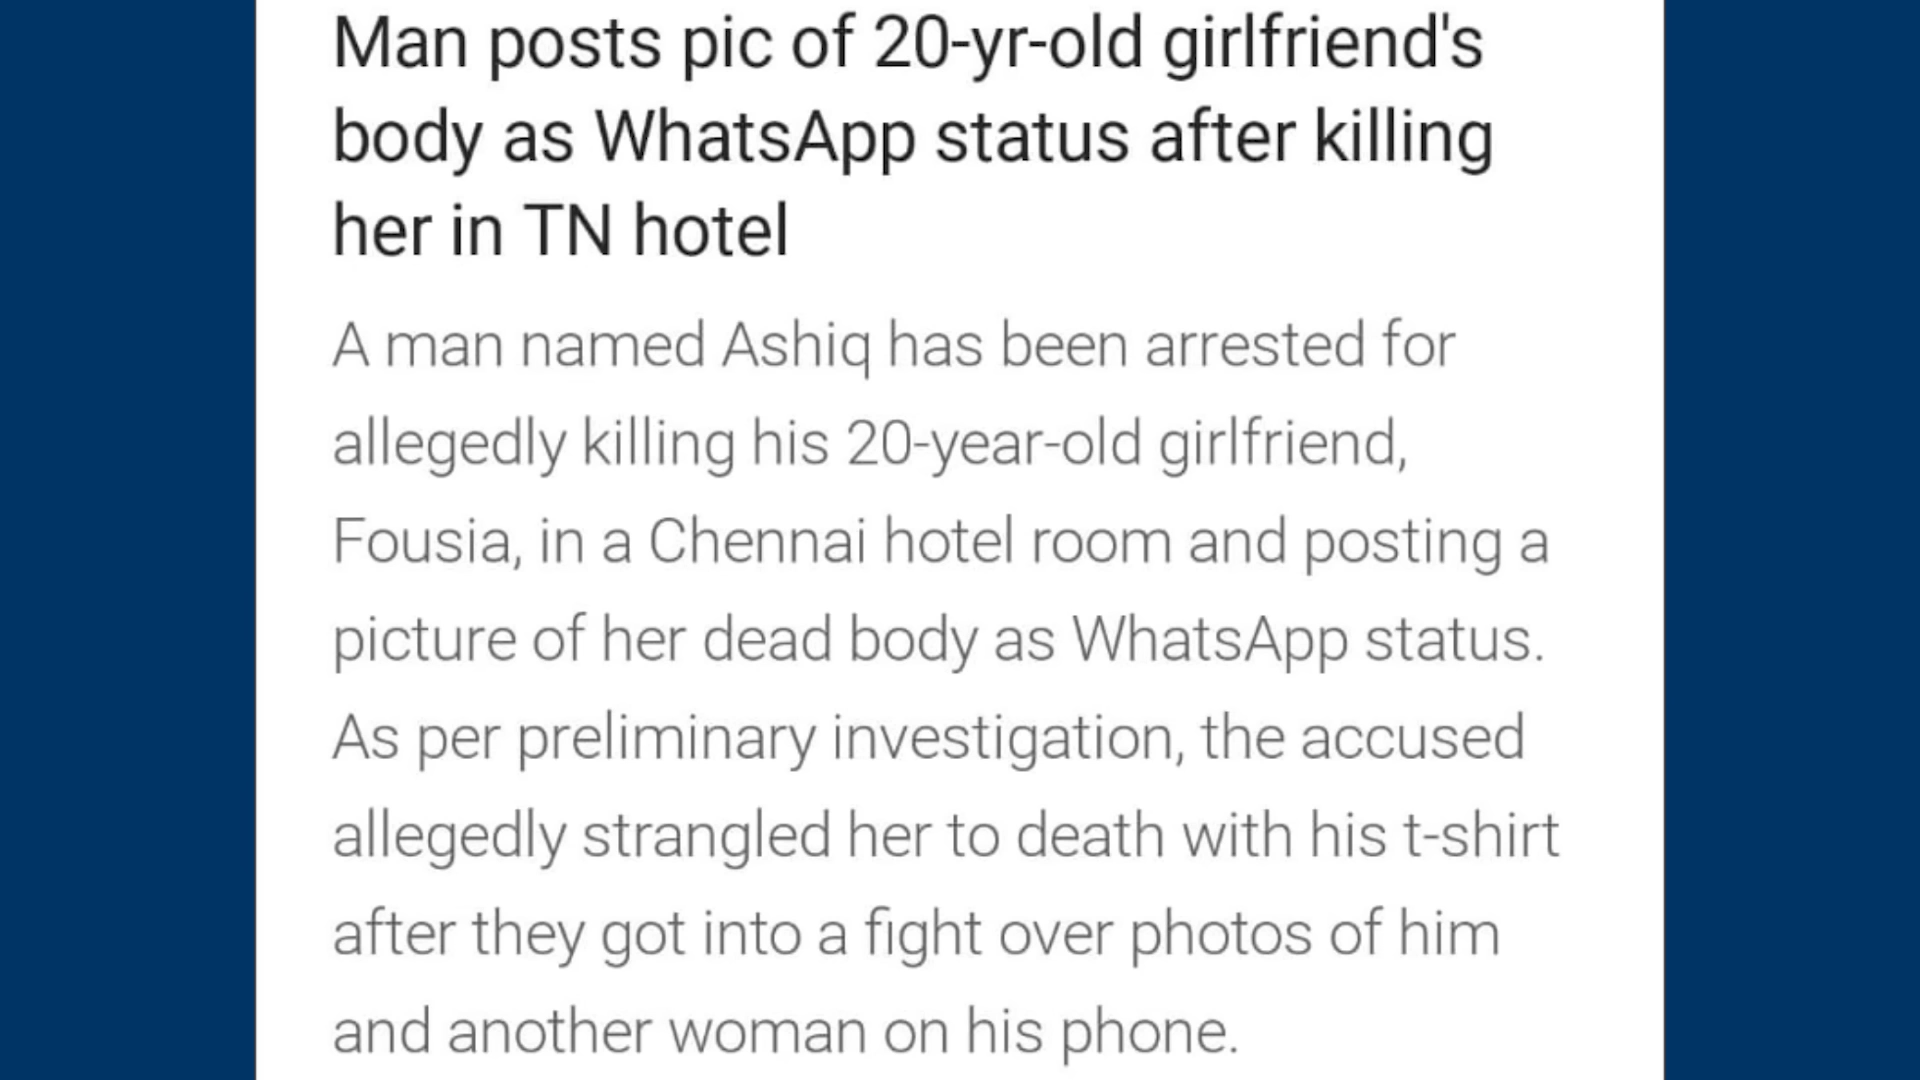 Man posts pic of 20-yr-old girlfriend's
body as WhatsApp status after killing
her in TN hotel
A man named Ashiq has been arrested for
allegedly killing his 20-year-old girlfriend,
Fousia, in a Chennai hotel room and posting a
picture of her dead body as WhatsApp status.
As per preliminary investigation, the accused
allegedly strangled her to death with his t-shirt
after they got into a fight over photos of him
and another woman on his phone.